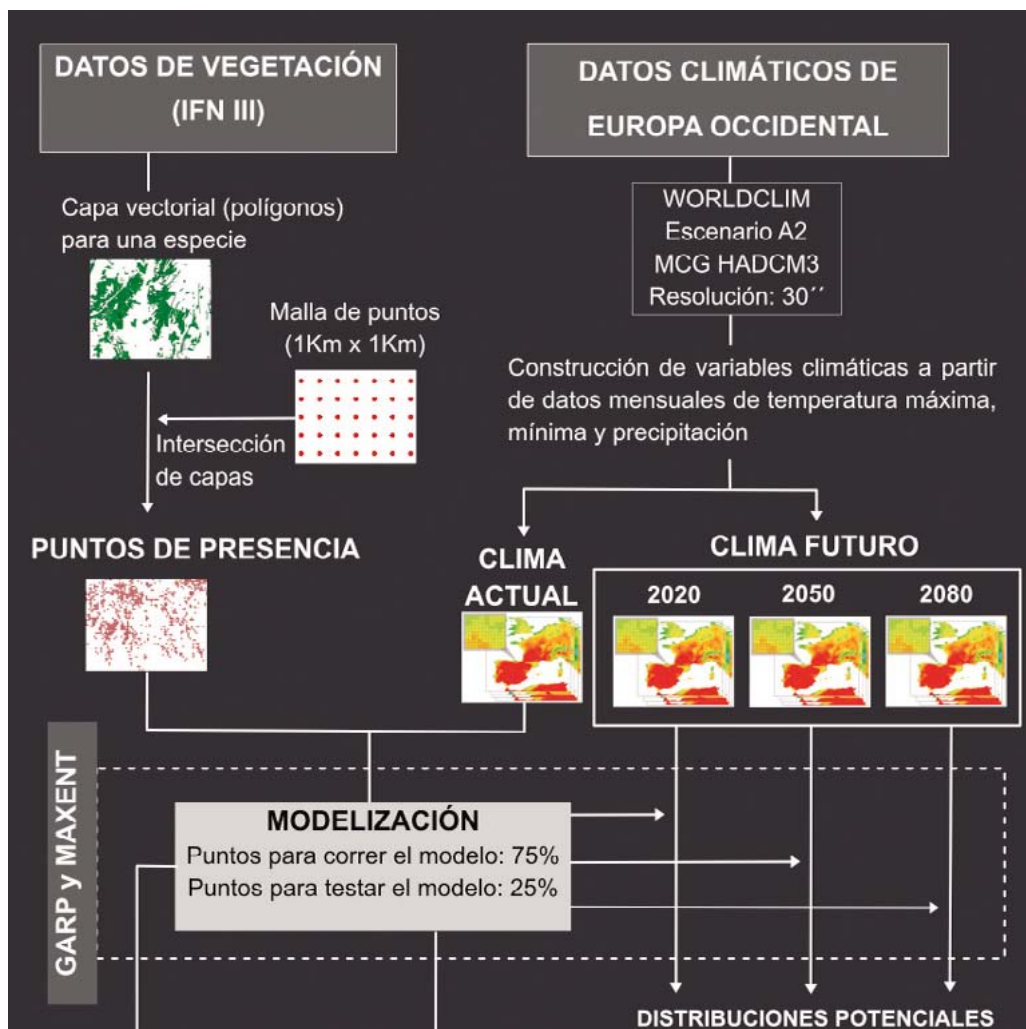 DATOS DE VEGETACIÓN
(IFN III)
Capa vectorial (polígonos)
para una especie
Malla de puntos
(1Km x 1Km)
Intersección
de capas
PUNTOS DE PRESENCIA
DATOS CLIMÁTICOS DE
EUROPA OCCIDENTAL
WORLDCLIM
Escenario A2
MCG HADCM3
Resolución: 30´´
Construcción de variables climáticas a partir
de datos mensuales de temperatura máxima,
mínima y precipitación
CLIMA
ACTUAL
CLIMA FUTURO
2020 2050 2080
GARP y MAXENT
MODELIZACIÓN
Puntos para correr el modelo: 75%
Puntos para testar el modelo: 25%
DISTRIBUCIONES POTENCIALES